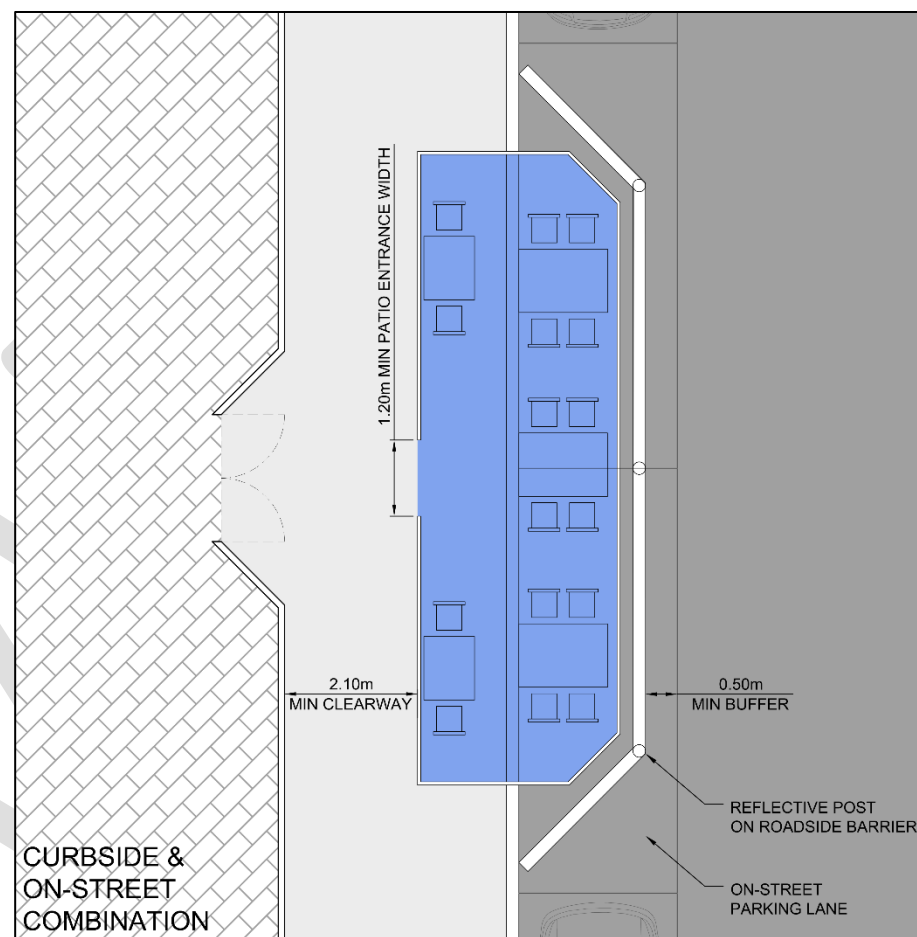 1.20m MIN PATIO ENTRANCE WIDTH
2.10m
MIN CLEARWAY
0.50m
MIN BUFFER
REFLECTIVE POST
ON ROADSIDE BARRIER
ON-STREET
PARKING LANE
CURBSIDE &
ON-STREET
COMBINATION